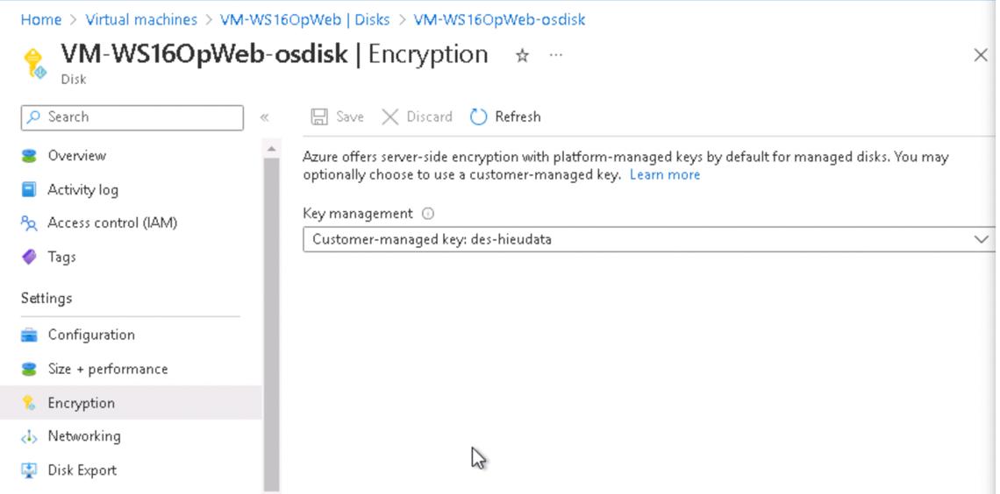 Home > Virtual machines > VM-WS16OpWeb | Disks > VM-WS16OpWeb-osdisk
VM-WS16OpWeb-osdisk | Encryption
Disk
Search
Save Discard Refresh
Overview
Activity log
Access control (IAM)
Tags
Settings
Configuration
Size + performance
Encryption
Networking
Disk Export
Azure offers server-side encryption with platform-managed keys by default for managed disks. You may
optionally choose to use a customer-managed key. Learn more
Key management
Customer-managed key: des-hieudata